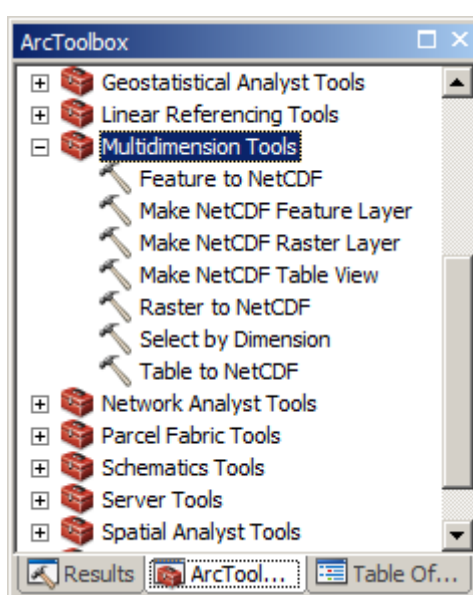 ArcToolbox
Geostatistical Analyst Tools
Linear Referencing Tools
Multidimension Tools
Feature to NetCDF
Make NetCDF Feature Layer
Make NetCDF Raster Layer
Make NetCDF Table View
Raster to NetCDF
Select by Dimension
Table to NetCDF
Network Analyst Tools
Parcel Fabric Tools
Schematics Tools
Server Tools
Spatial Analyst Tools
Results ArcTool... Table Of...